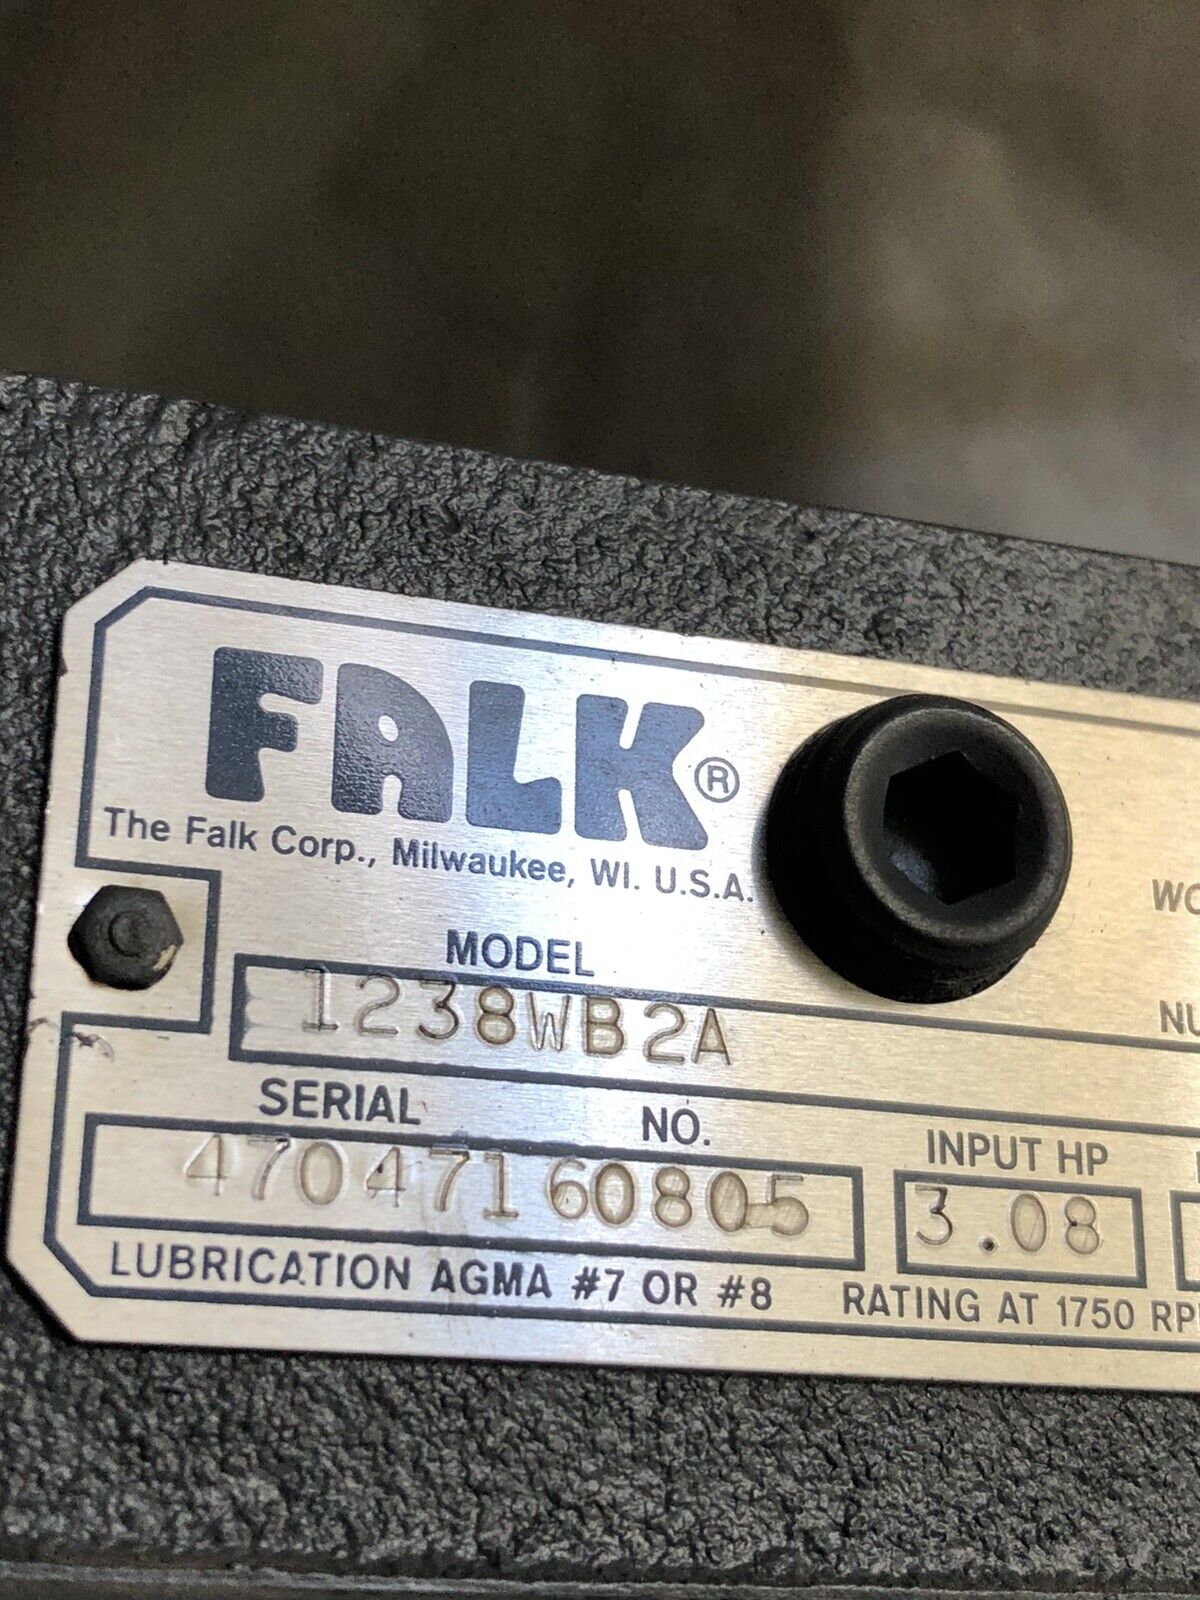 FALK®
The Falk Corp., Milwaukee, WI. U.S.A.
MODEL
1238WB2A
SERIAL NO.
INPUT HP
47047160805
3.08
LUBRICATION AGMA #7 OR #8 RATING AT 1750